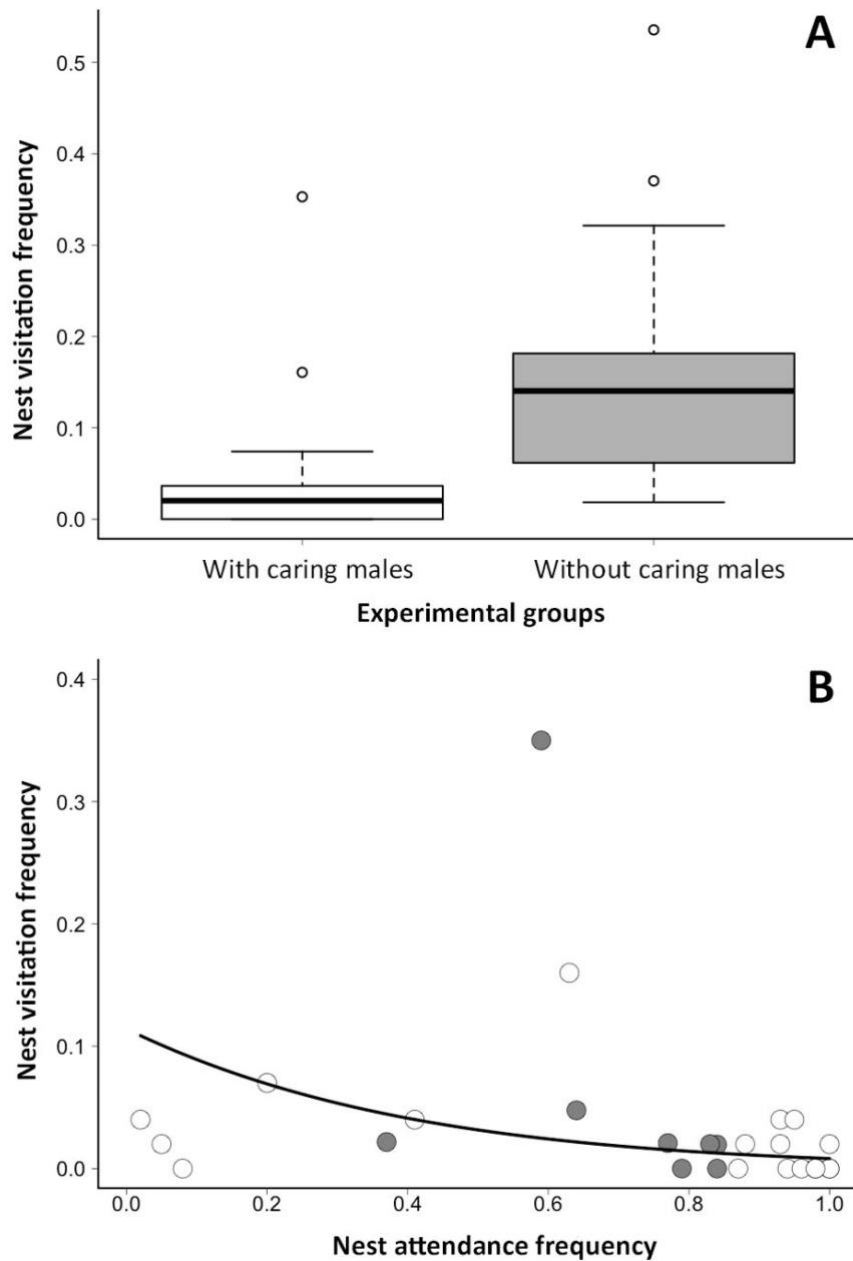 A
Nest visitation frequency
0.5
0.4
0.3
0.2
0.1
0.0
With caring males Without caring males
Experimental groups
B
Nest visitation frequency
0.4
0.3
0.2
0.1
0.0
0.0 0.2 0.4 0.6 0.8 1.0
Nest attendance frequency